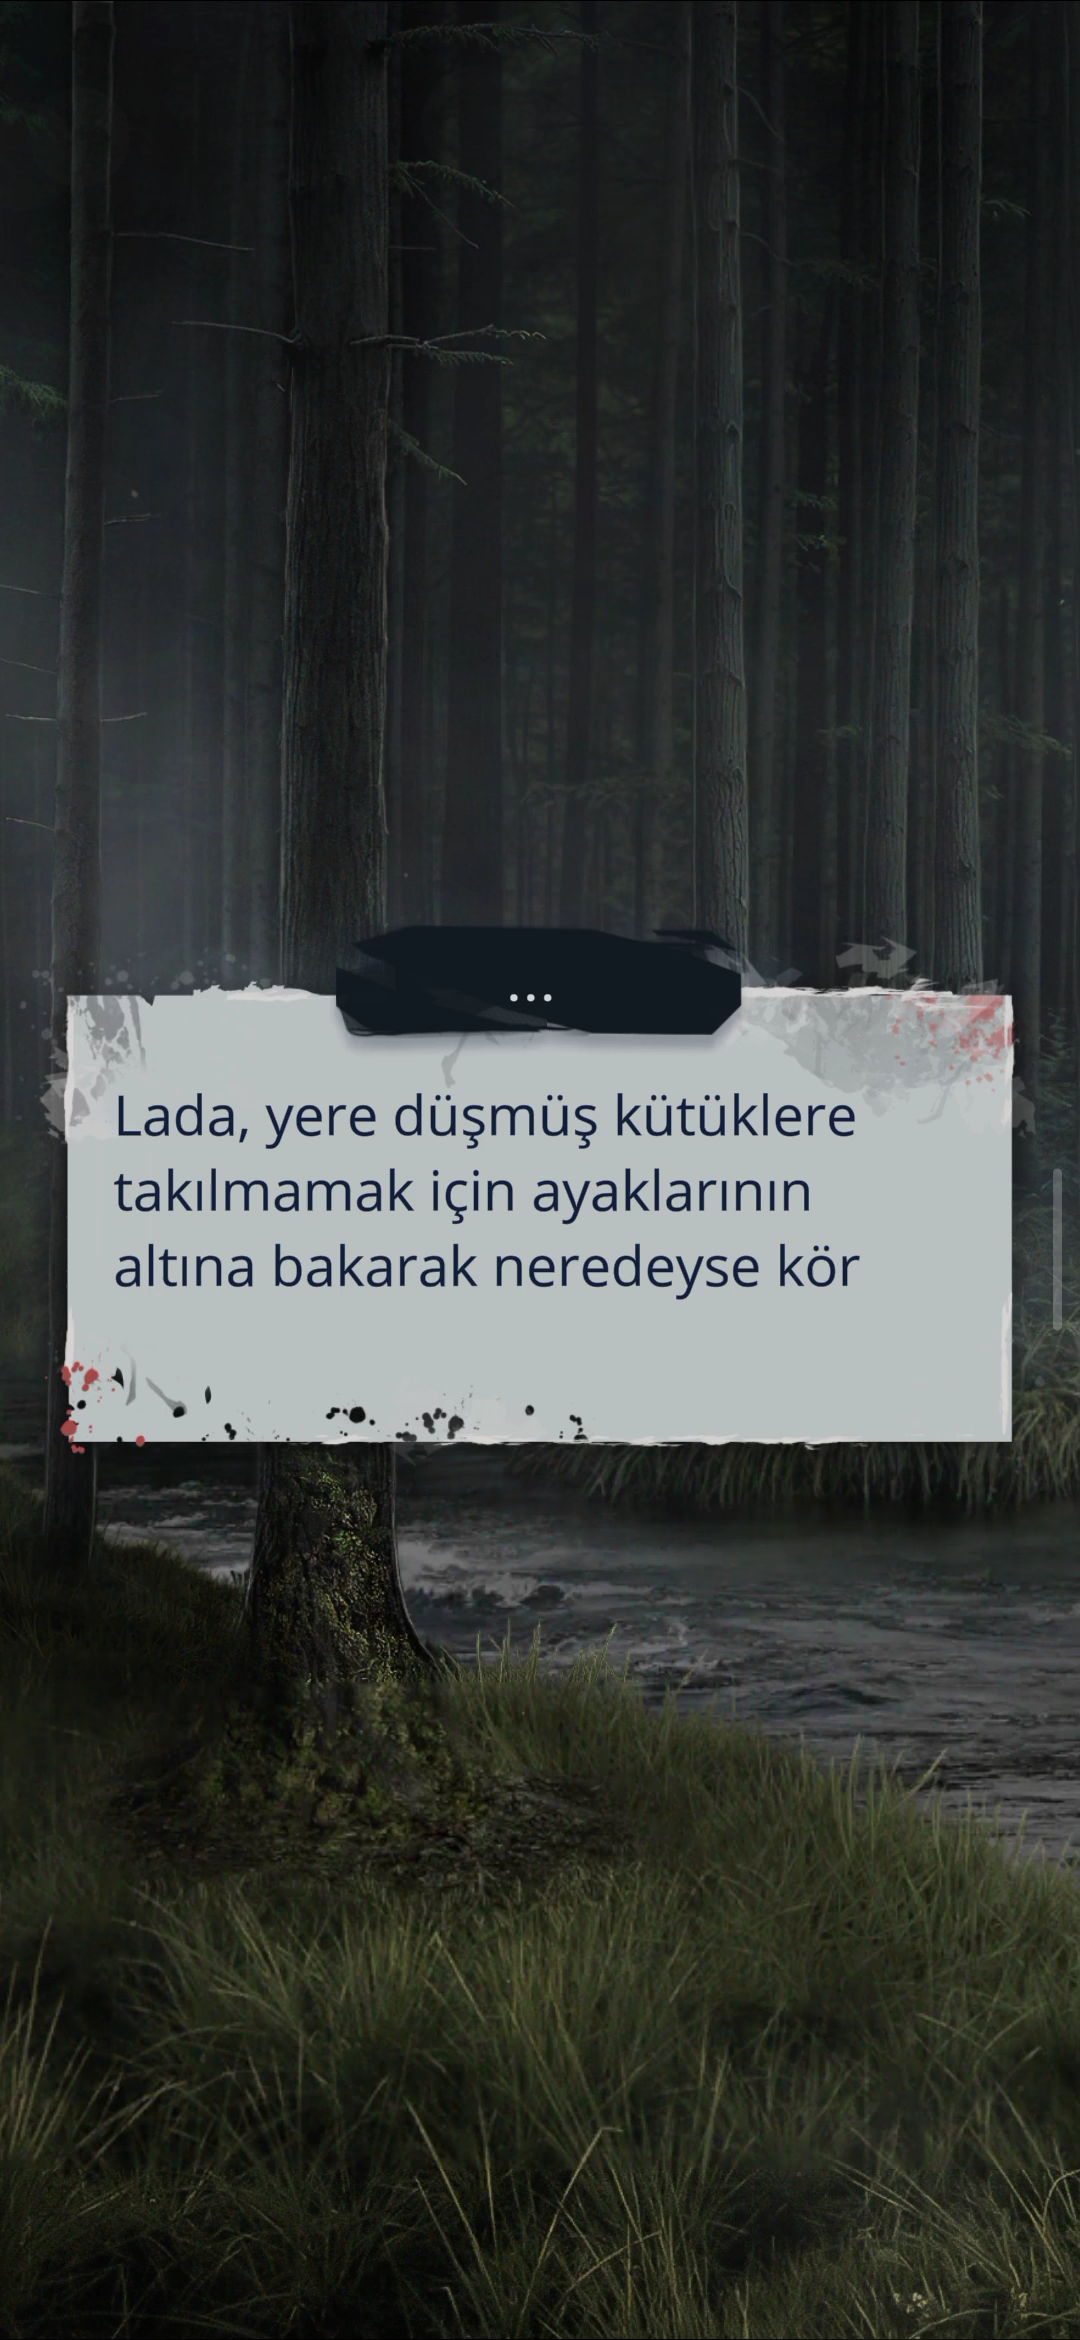 ...
Lada, yere düşmüş kütüklere
takılmamak için ayaklarının
altına bakarak neredeyse kör